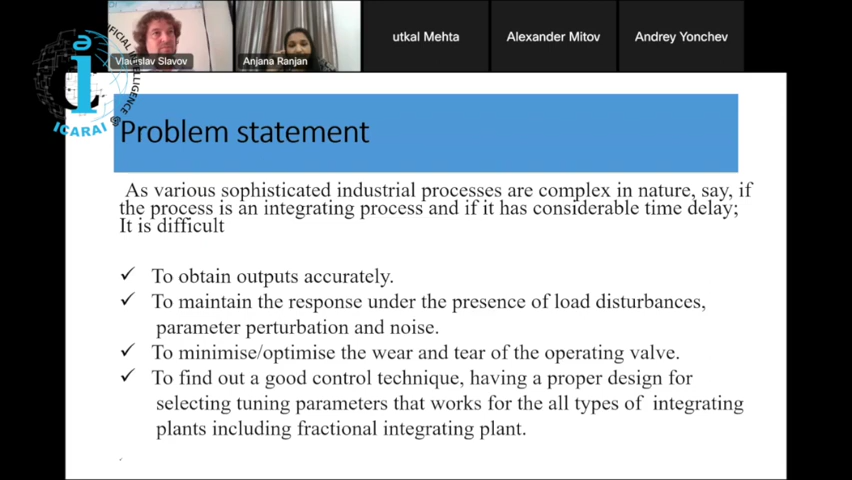 utkal Mehta
Alexander Mitov
Andrey Yonchev
Vladislav Slavov
Anjana Ranjan
ICARAI
Problem statement
As various sophisticated industrial processes are complex in nature, say, if
the process is an integrating process and if it has considerable time delay;
It is difficult
✓ To obtain outputs accurately.
✓ To maintain the response under the presence of load disturbances,
parameter perturbation and noise.
✓ To minimise/optimise the wear and tear of the operating valve.
✓ To find out a good control technique, having a proper design for
selecting tuning parameters that works for the all types of integrating
plants including fractional integrating plant.